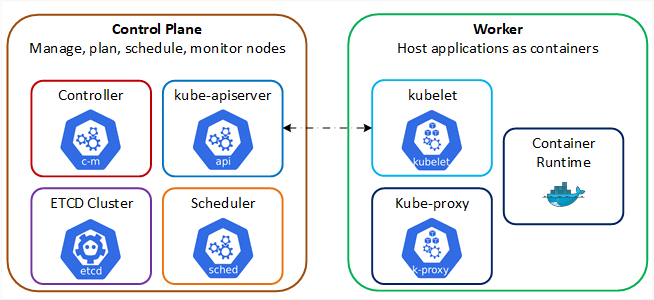 Control Plane
Manage, plan, schedule, monitor nodes
Controller
c-m
kube-apiserver
api
ETCD Cluster
etcd
Scheduler
sched
Worker
Host applications as containers
kubelet
kubelet
Kube-proxy
k-proxy
Container
Runtime